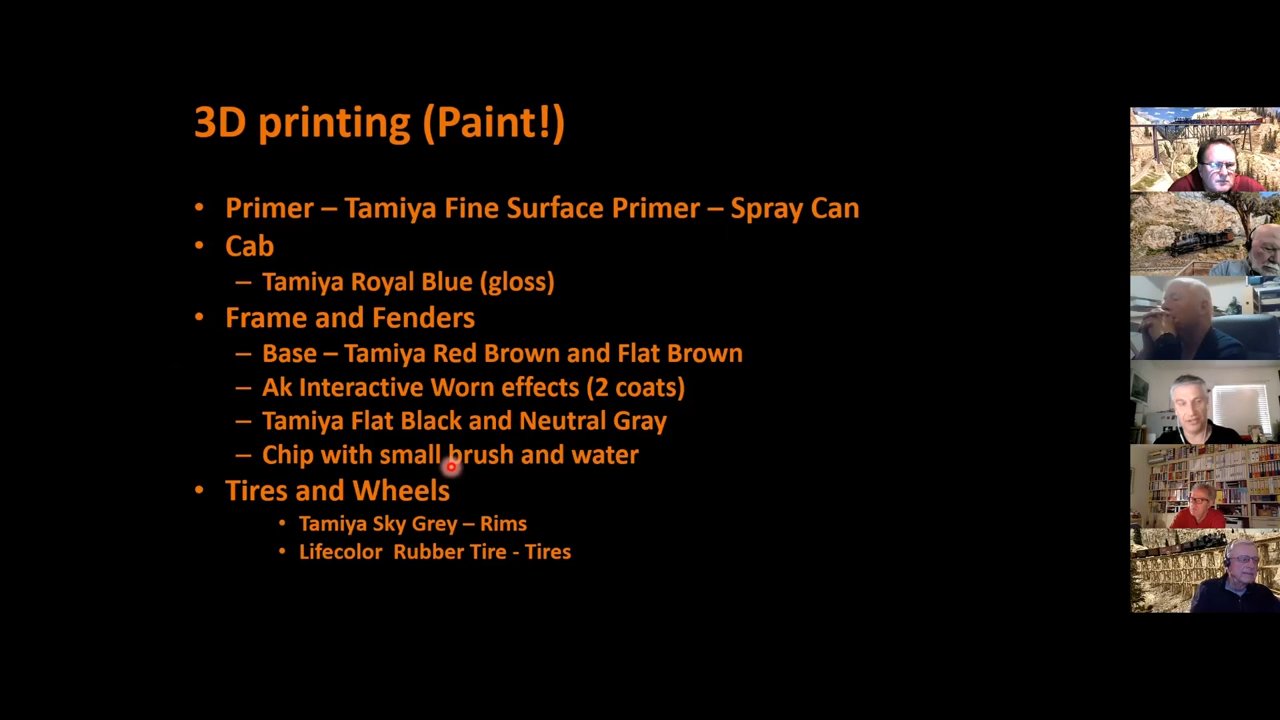 3D printing (Paint!)
• Primer – Tamiya Fine Surface Primer – Spray Can
• Cab
– Tamiya Royal Blue (gloss)
• Frame and Fenders
– Base – Tamiya Red Brown and Flat Brown
– Ak Interactive Worn effects (2 coats)
– Tamiya Flat Black and Neutral Gray
– Chip with small brush and water
• Tires and Wheels
• Tamiya Sky Grey – Rims
• Lifecolor  Rubber Tire - Tires